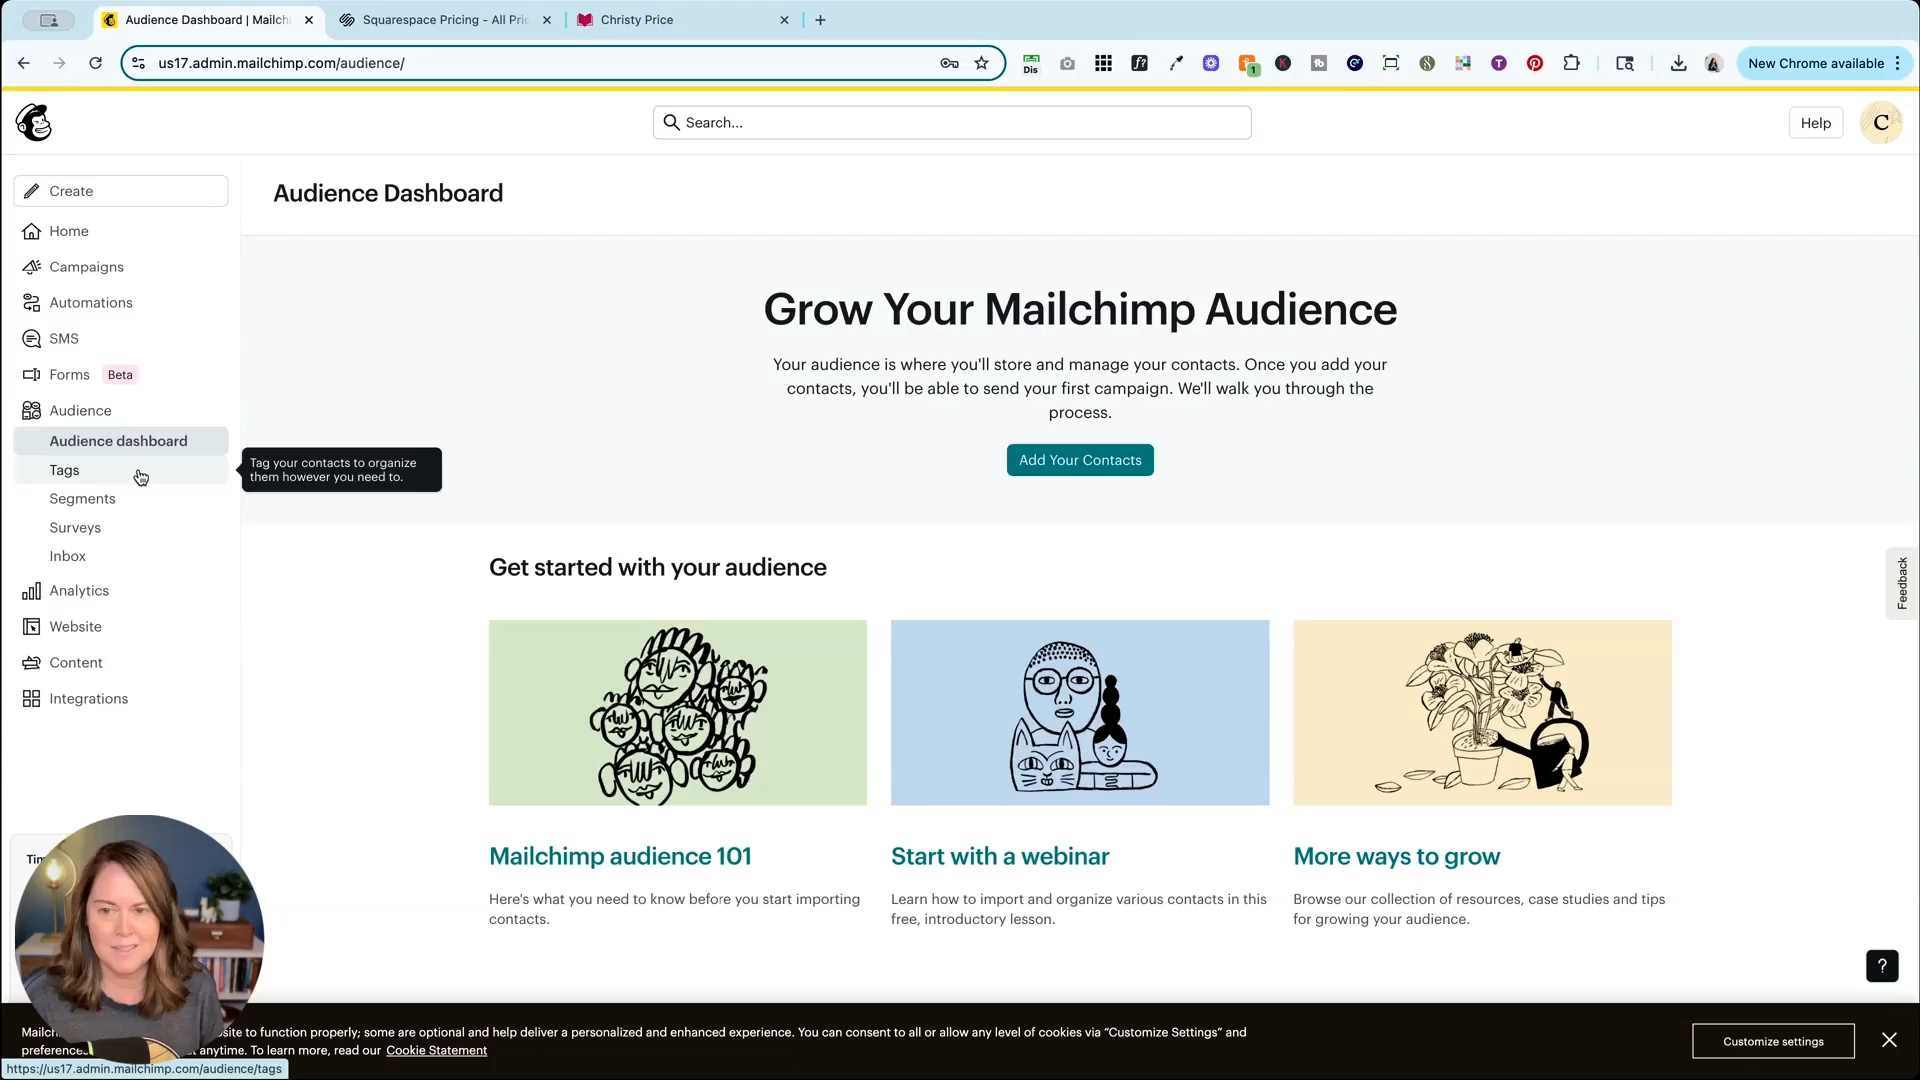 Audience Dashboard | Mailchi
Squarespace Pricing - All Pric
Christy Price
us17.admin.mailchimp.com/audience/
Dis
1
New Chrome available
Search...
Help
C
Create
Home
Campaigns
Automations
SMS
Forms Beta
Audience
Audience dashboard
Tags
Segments
Surveys
Inbox
Analytics
Website
Content
Integrations
Tag your contacts to organize
them however you need to.
Audience Dashboard
Grow Your Mailchimp Audience
Your audience is where you'll store and manage your contacts. Once you add your
contacts, you'll be able to send your first campaign. We'll walk you through the
process.
Add Your Contacts
Get started with your audience
Feedback
Mailchimp audience 101
Here's what you need to know before you start importing
contacts.
Start with a webinar
Learn how to import and organize various contacts in this
free, introductory lesson.
More ways to grow
Browse our collection of resources, case studies and tips
for growing your audience.
?
site to function properly; some are optional and help deliver a personalized and enhanced experience. You can consent to all or allow any level of cookies via "Customize Settings" and
anytime. To learn more, read our Cookie Statement
Customize settings
https://us17.admin.mailchimp.com/audience/tags